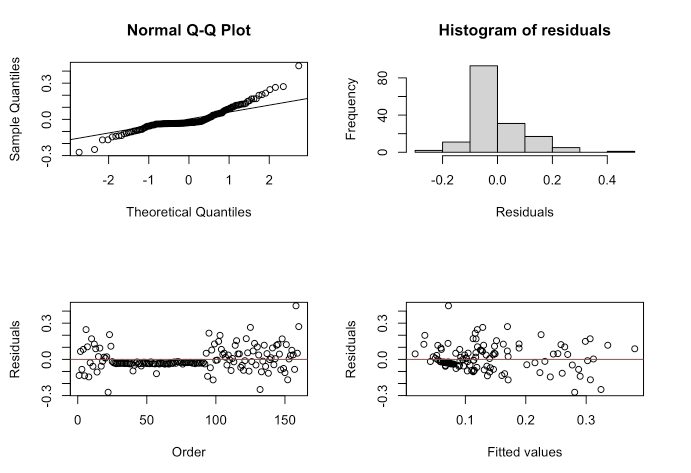 Normal Q-Q Plot
Sample Quantiles
-0.3 0.0 0.3
-2 -1 0 1 2
Theoretical Quantiles
Histogram of residuals
Frequency
0 40 80
-0.2 0.0 0.2 0.4
Residuals
Residuals
-0.3 0.0 0.3
0 50 100 150
Order
Residuals
-0.3 0.0 0.3
0.1 0.2 0.3
Fitted values